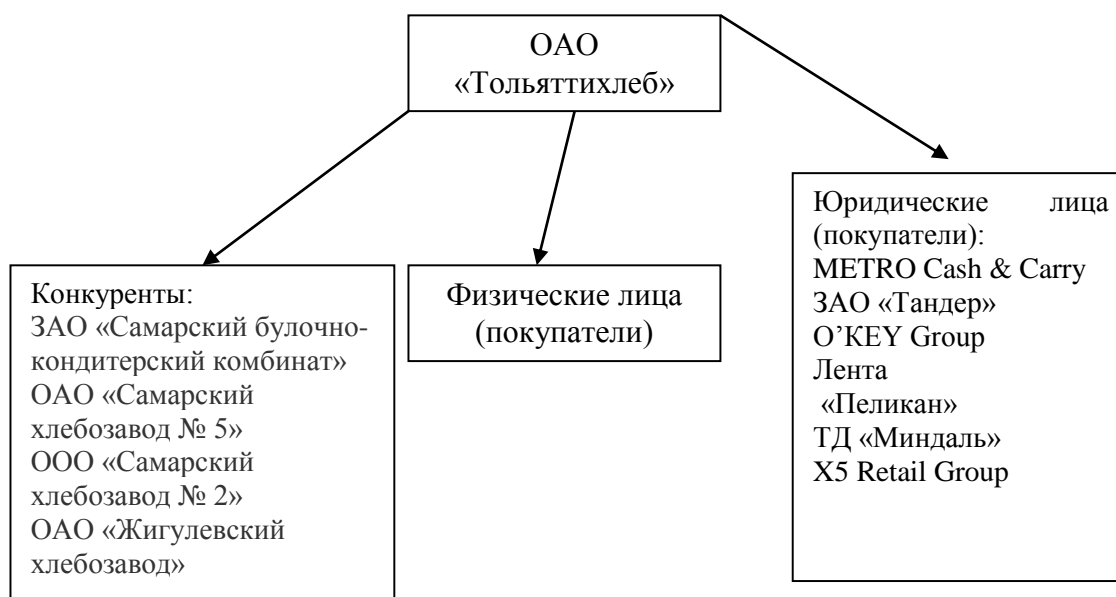 ОАО
«Тольяттихлеб»
Конкуренты:
ЗАО «Самарский булочно-
кондитерский комбинат»
ОАО «Самарский
хлебозавод № 5»
ООО «Самарский
хлебозавод № 2»
ОАО «Жигулевский
хлебозавод»
Физические лица
(покупатели)
Юридические лица
(покупатели):
METRO Cash & Carry
ЗАО «Тандер»
O’KEY Group
Лента
«Пеликан»
ТД «Миндаль»
X5 Retail Group